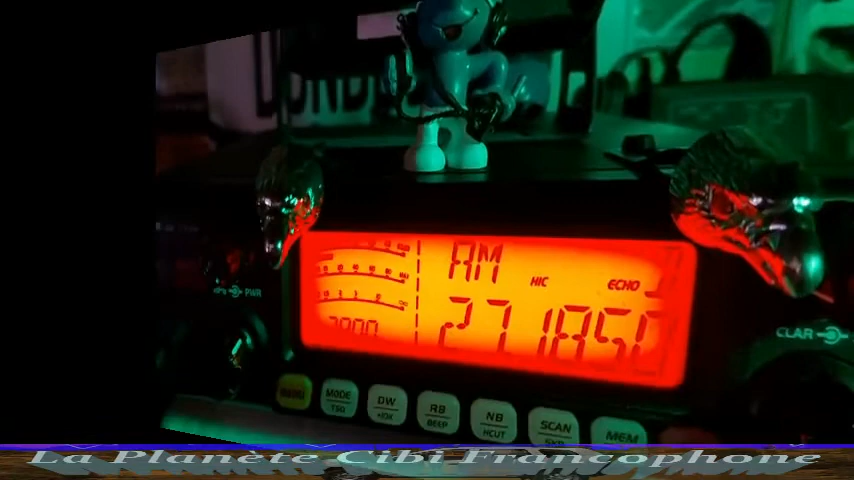 AM HIC ECHO
27.1850
PWR
CLAR
MENU MODE DW RB NB SCAN MEM
TSQ BEEP HCUT
La Planète Cibi Francophone